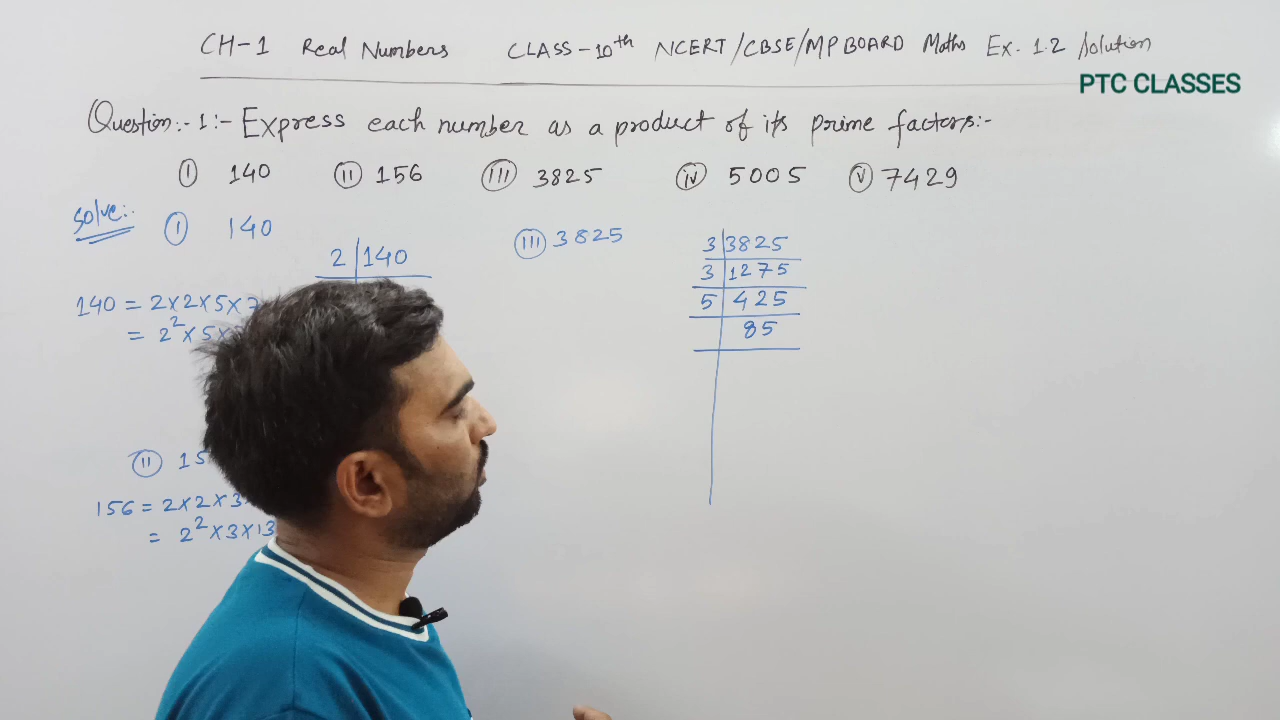 CH-1 Real Numbers CLASS-10th NCERT/CBSE/MP BOARD Maths Ex. 1.2 Solution
PTC CLASSES
Question:-1:- Express each number as a product of its prime factors:-
(I) 140 (II) 156 (III) 3825 (iv) 5005 (v) 7429
Solve:- (I) 140
2 | 140
140 = 2×2×5×7
= 2²×5×
(II) 15
156 = 2×2×3×
= 2²×3×13
(III) 3825
3 | 3825
3 | 1275
5 | 425
85